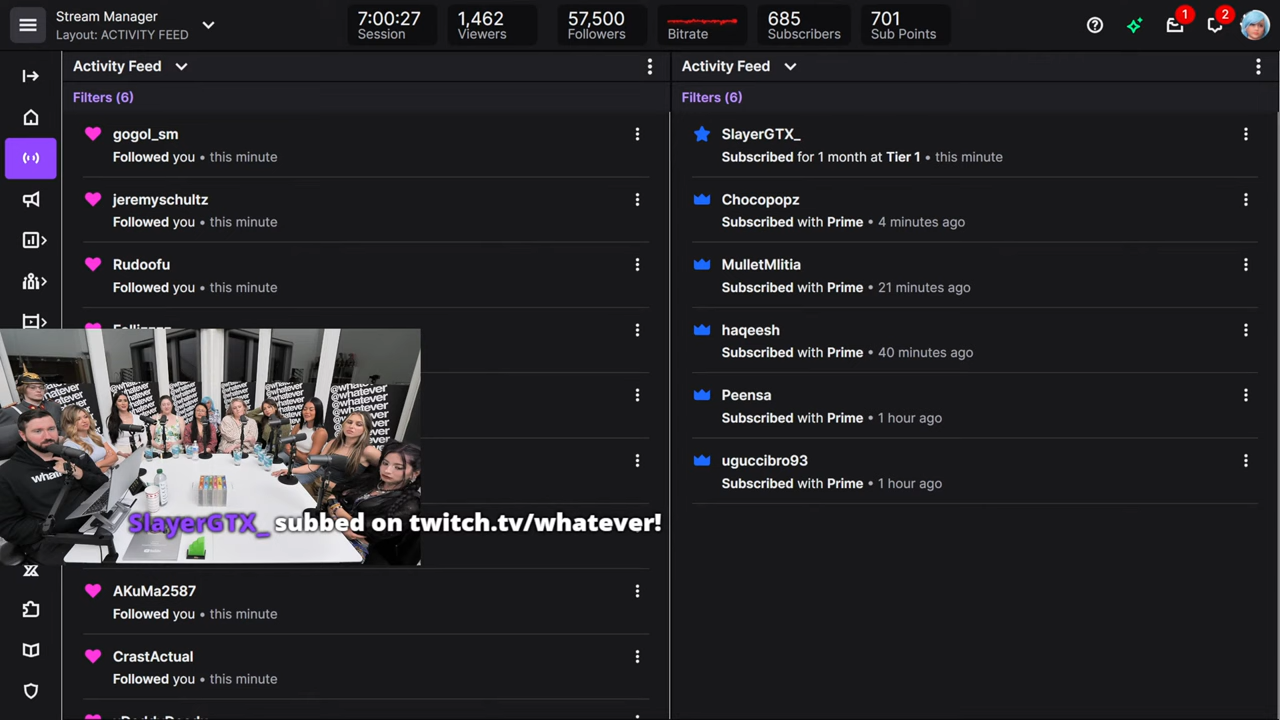 Stream Manager
Layout: ACTIVITY FEED
7:00:27
Session
1,462
Viewers
57,500
Followers
Bitrate
685
Subscribers
701
Sub Points
1
2
Activity Feed
Filters (6)
gogol_sm
Followed you • this minute
jeremyschultz
Followed you • this minute
Rudoofu
Followed you • this minute
@whatever
@whatever
@whatever
SlayerGTX_ subbed on twitch.tv/whatever!
AKuMa2587
Followed you • this minute
CrastActual
Followed you • this minute
Activity Feed
Filters (6)
SlayerGTX_
Subscribed for 1 month at Tier 1 • this minute
Chocopopz
Subscribed with Prime • 4 minutes ago
MulletMlitia
Subscribed with Prime • 21 minutes ago
haqeesh
Subscribed with Prime • 40 minutes ago
Peensa
Subscribed with Prime • 1 hour ago
uguccibro93
Subscribed with Prime • 1 hour ago